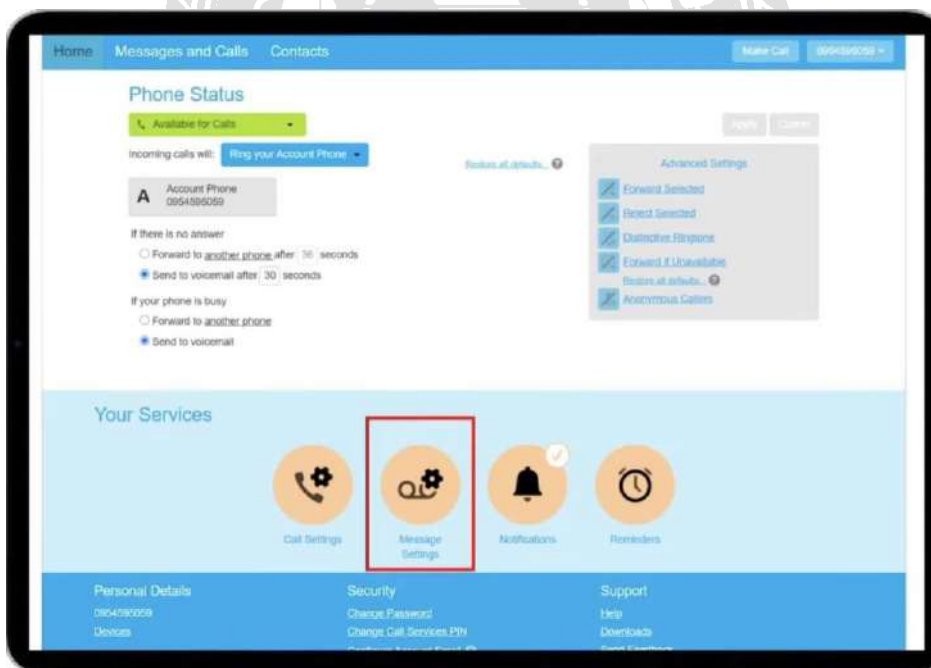 Home Messages and Calls Contacts Make Call
Phone Status
Available for Calls
Apply
Incoming calls will: Ring your Account Phone
Restore all defaults...
Advanced Settings
A
Account Phone
0954595059
Forward Selected
Reject Selected
Distinctive Ringtone
Forward If Unavailable
Restore all defaults...
Anonymous Callers
If there is no answer
Forward to another phone after 36 seconds
Send to voicemail after 30 seconds
If your phone is busy
Forward to another phone
Send to voicemail
Your Services
Call Settings
Message
Settings
Notifications
Reminders
Personal Details
Devices
Security
Change Password
Change Call Services PIN
Support
Help
Downloads
Send Feedback